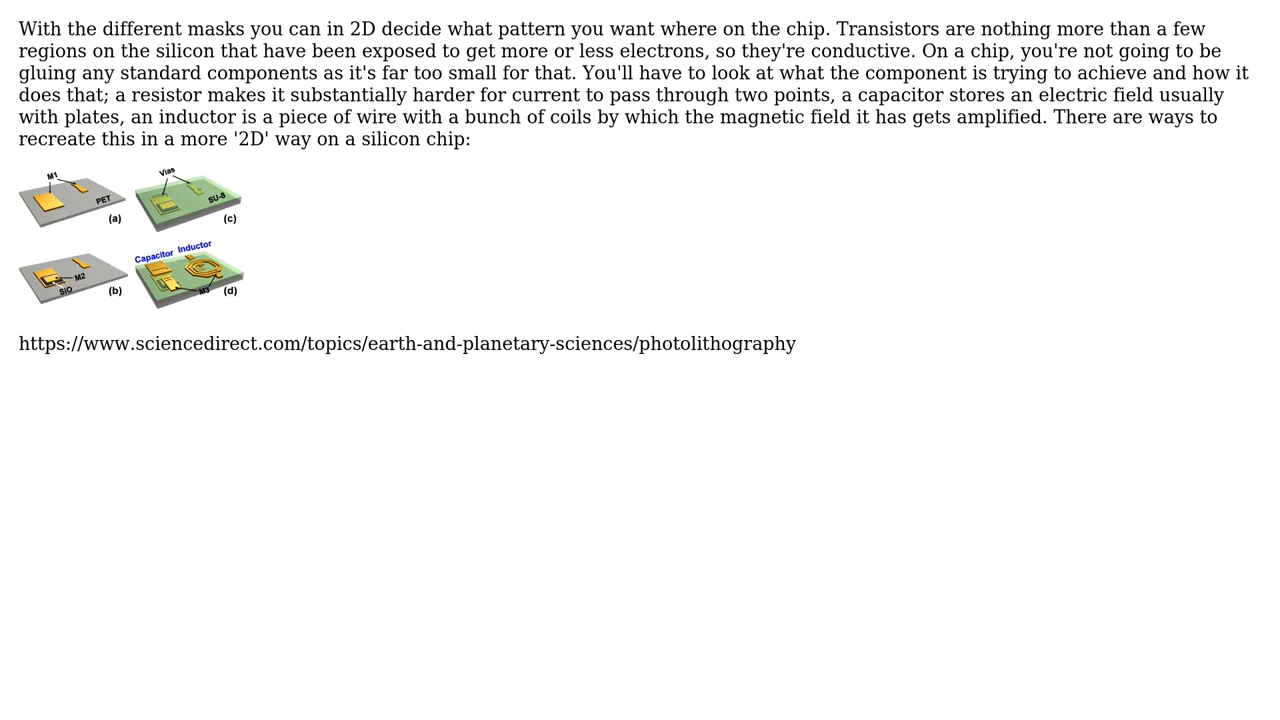 With the different masks you can in 2D decide what pattern you want where on the chip. Transistors are nothing more than a few
regions on the silicon that have been exposed to get more or less electrons, so they're conductive. On a chip, you're not going to be
gluing any standard components as it's far too small for that. You'll have to look at what the component is trying to achieve and how it
does that; a resistor makes it substantially harder for current to pass through two points, a capacitor stores an electric field usually
with plates, an inductor is a piece of wire with a bunch of coils by which the magnetic field it has gets amplified. There are ways to
recreate this in a more '2D' way on a silicon chip:
M1
PET
(a)
Vias
SU-8
(c)
M2
SiO
(b)
Capacitor Inductor
M3
(d)
https://www.sciencedirect.com/topics/earth-and-planetary-sciences/photolithography